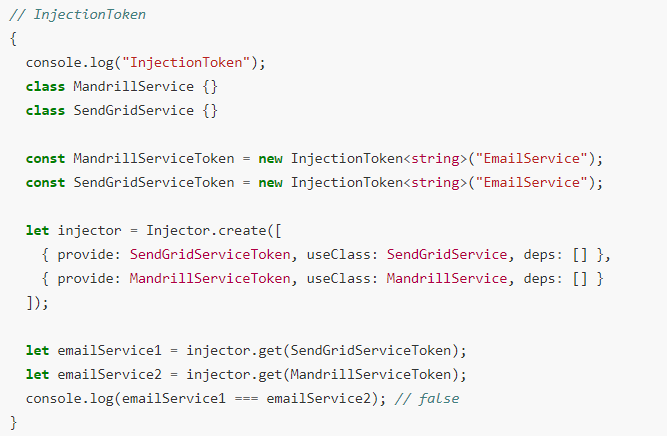 // InjectionToken
{
  console.log("InjectionToken");
  class MandrillService {}
  class SendGridService {}

  const MandrillServiceToken = new InjectionToken<string>("EmailService");
  const SendGridServiceToken = new InjectionToken<string>("EmailService");

  let injector = Injector.create([
    { provide: SendGridServiceToken, useClass: SendGridService, deps: [] },
    { provide: MandrillServiceToken, useClass: MandrillService, deps: [] }
  ]);

  let emailService1 = injector.get(SendGridServiceToken);
  let emailService2 = injector.get(MandrillServiceToken);
  console.log(emailService1 === emailService2); // false
}